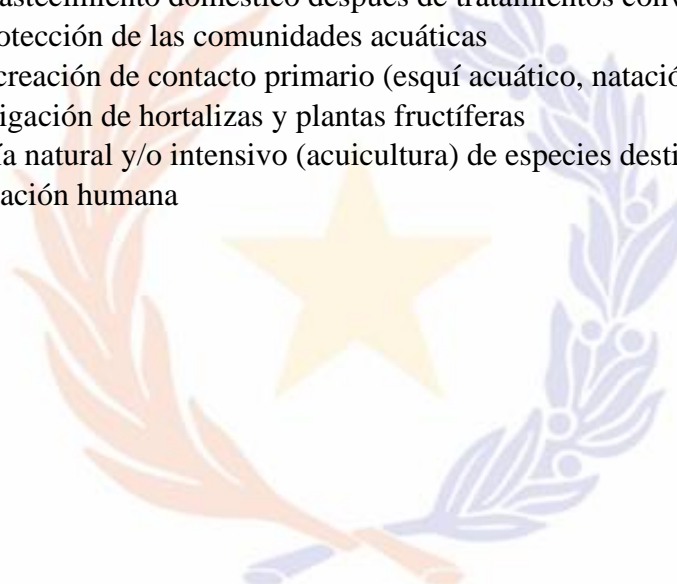 astecimiento doméstico después de tratamientos conv
otección de las comunidades acuáticas
creación de contacto primario (esquí acuático, natació
igación de hortalizas y plantas fructíferas
ía natural y/o intensivo (acuicultura) de especies desti
ación humana